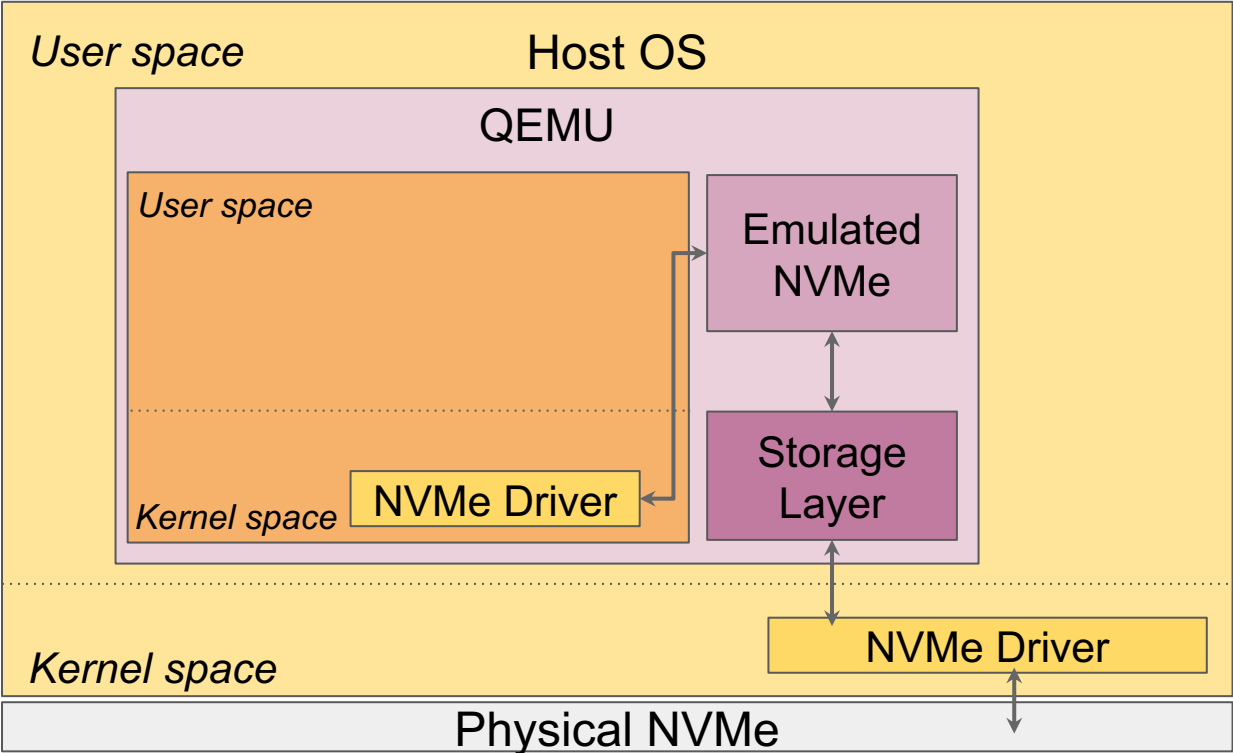 User space
Host OS
QEMU
User space
Emulated
NVMe
Storage
Layer
NVMe Driver
Kernel space
NVMe Driver
Kernel space
Physical NVMe